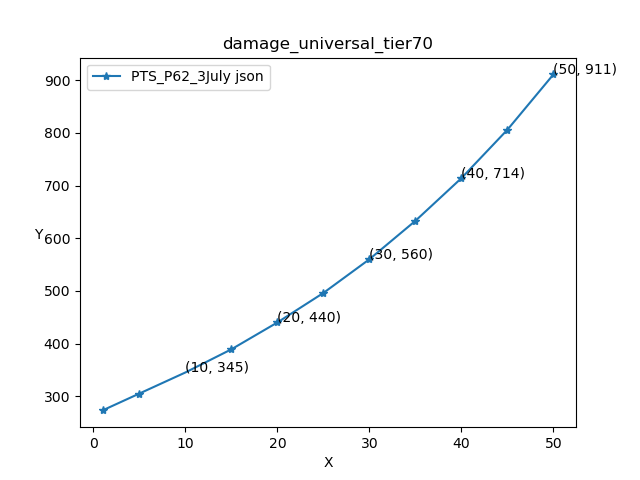 damage_universal_tier70
PTS_P62_3July json
(50, 911)
(40, 714)
(30, 560)
(20, 440)
(10, 345)
900
800
700
600
500
400
300
Y
0 10 20 30 40 50
X